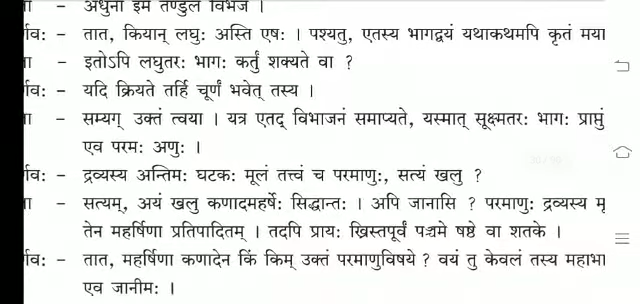 - अधुना इमं तण्डुलं विभज ।
- तात, कियान् लघुः अस्ति एषः । पश्यतु, एतस्य भागद्वयं यथाकथमपि कृतं मया
- इतोऽपि लघुतरः भागः कर्तुं शक्यते वा ?
- यदि क्रियते तर्हि चूर्णं भवेत् तस्य ।
- सम्यग् उक्तं त्वया । यत्र एतद् विभाजनं समाप्यते, यस्मात् सूक्ष्मतरः भागः प्राप्तुं
एव परमः अणुः ।
- द्रव्यस्य अन्तिमः घटकः मूलं तत्त्वं च परमाणुः, सत्यं खलु ?
- सत्यम्, अयं खलु कणादमहर्षेः सिद्धान्तः । अपि जानासि ? परमाणुः द्रव्यस्य मू
तेन महर्षिणा प्रतिपादितम् । तदपि प्रायः ख्रिस्तपूर्वं पञ्चमे षष्ठे वा शतके ।
- तात, महर्षिणा कणादेन किं किम् उक्तं परमाणुविषये ? वयं तु केवलं तस्य महाभा
एव जानीमः ।